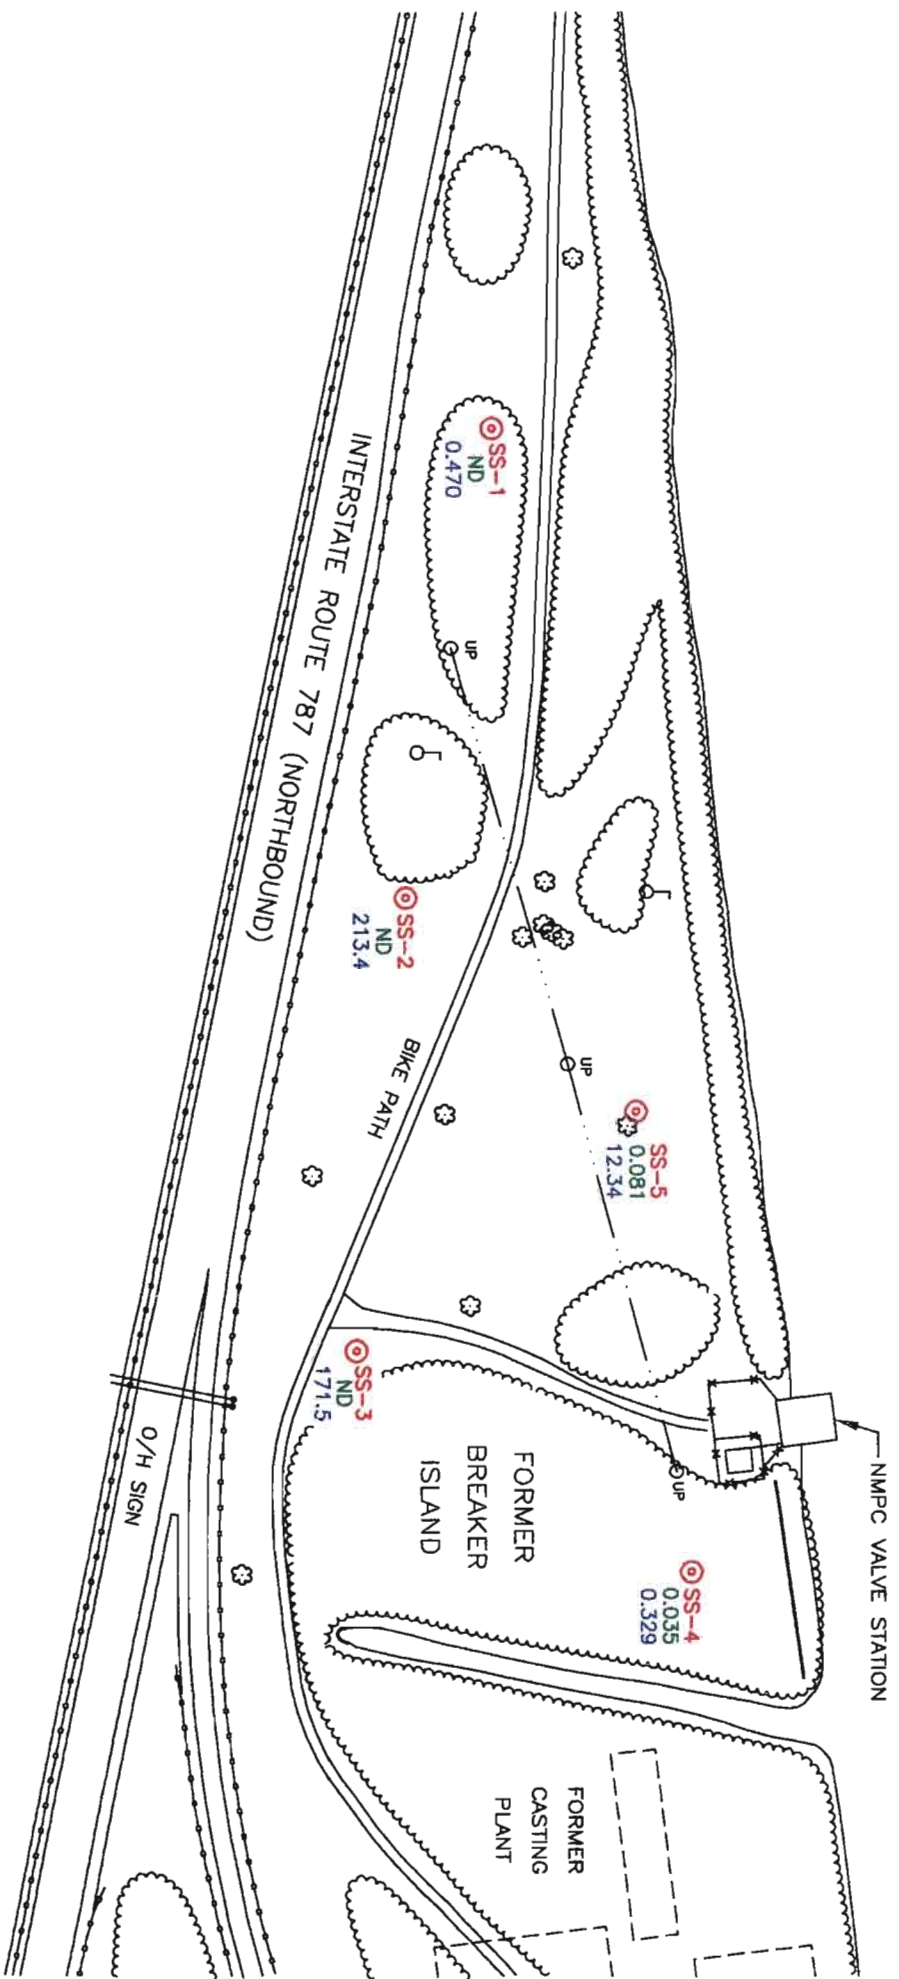 SS-1
ND
0.470
INTERSTATE ROUTE 787 (NORTHBOUND)
UP
SS-2
ND
213.4
BIKE PATH
UP
SS-5
0.081
12.34
SS-3
ND
171.5
O/H SIGN
FORMER
BREAKER
ISLAND
UP
NMPC VALVE STATION
SS-4
0.035
0.329
FORMER
CASTING
PLANT